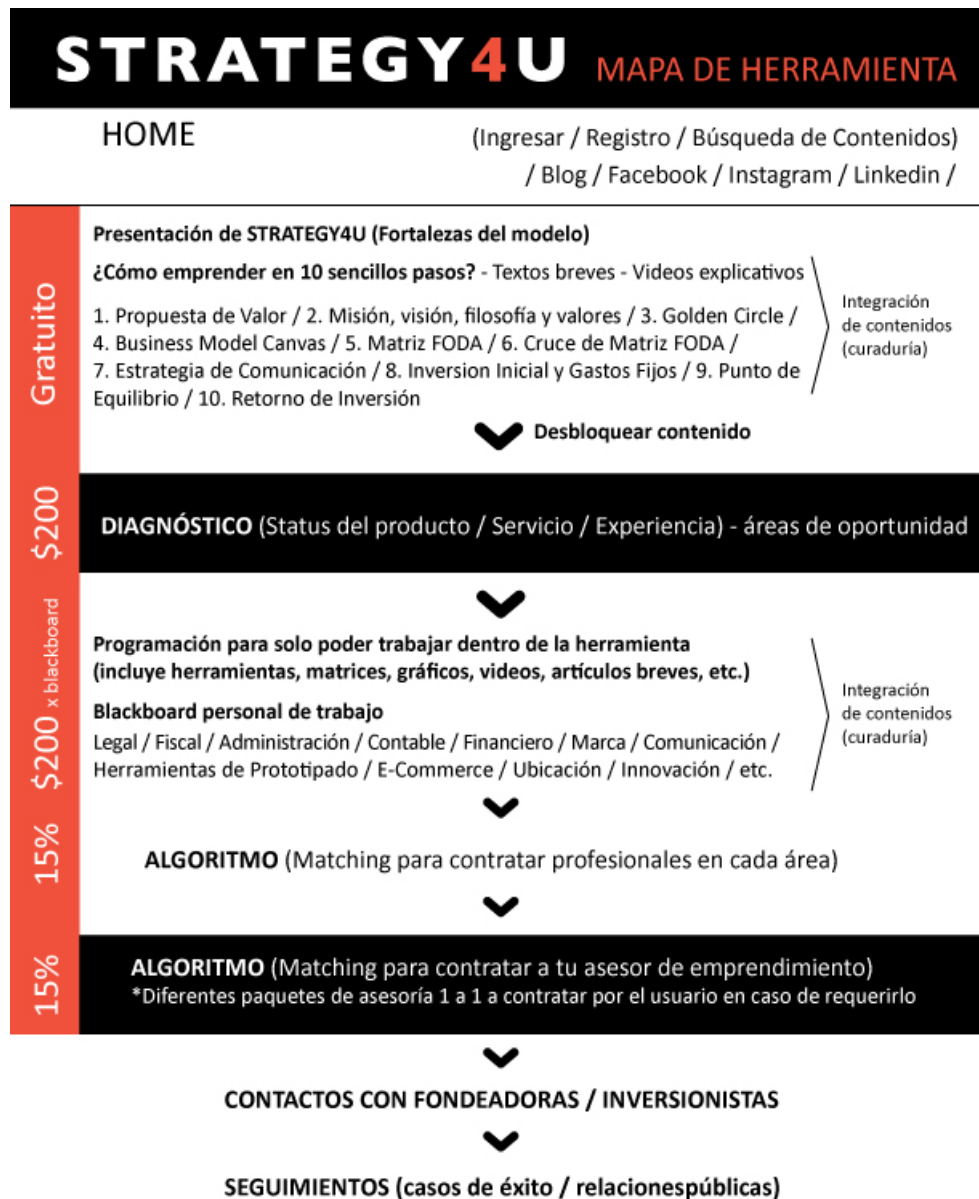 STRATEGY4U MAPA DE HERRAMIENTA
HOME
(Ingresar / Registro / Búsqueda de Contenidos)
/ Blog / Facebook / Instagram / Linkedin /
Gratuito
Presentación de STRATEGY4U (Fortalezas del modelo)
¿Cómo emprender en 10 sencillos pasos? - Textos breves - Videos explicativos
1. Propuesta de Valor / 2. Misión, visión, filosofía y valores / 3. Golden Circle /
4. Business Model Canvas / 5. Matriz FODA / 6. Cruce de Matriz FODA /
7. Estrategia de Comunicación / 8. Inversion Inicial y Gastos Fijos / 9. Punto de
Equilibrio / 10. Retorno de Inversión
Integración
de contenidos
(curaduría)
Desbloquear contenido
$200
DIAGNÓSTICO (Status del producto / Servicio / Experiencia) - áreas de oportunidad
$200 x blackboard
Programación para solo poder trabajar dentro de la herramienta
(incluye herramientas, matrices, gráficos, videos, artículos breves, etc.)
Blackboard personal de trabajo
Legal / Fiscal / Administración / Contable / Financiero / Marca / Comunicación /
Herramientas de Prototipado / E-Commerce / Ubicación / Innovación / etc.
Integración
de contenidos
(curaduría)
15%
ALGORITMO (Matching para contratar profesionales en cada área)
15%
ALGORITMO (Matching para contratar a tu asesor de emprendimiento)
*Diferentes paquetes de asesoría 1 a 1 a contratar por el usuario en caso de requerirlo
CONTACTOS CON FONDEADORAS / INVERSIONISTAS
SEGUIMIENTOS (casos de éxito / relacionespúblicas)